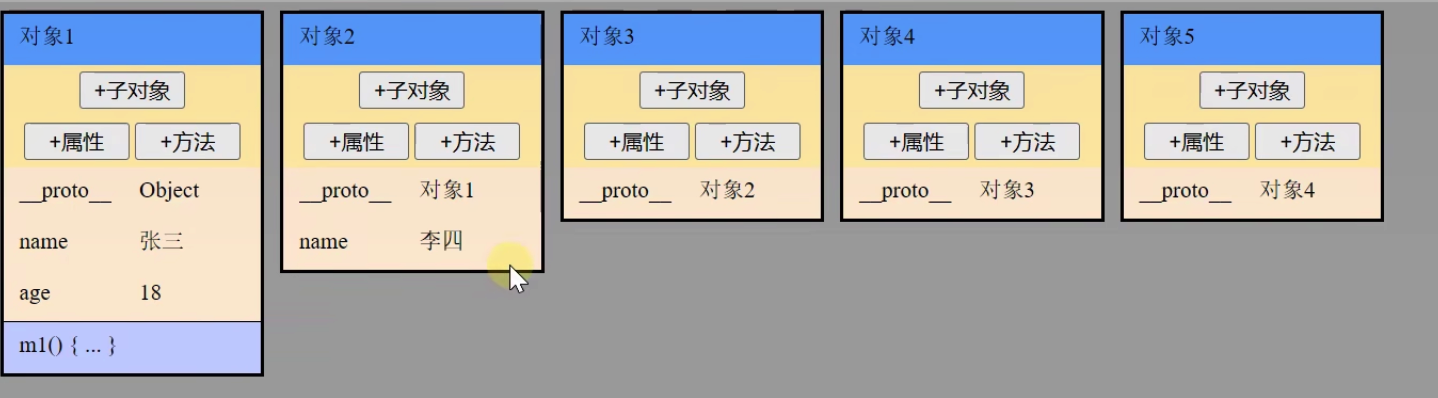 对象1
+子对象
+属性 +方法
__proto__ Object
name 张三
age 18
m1() { ... }
对象2
+子对象
+属性 +方法
__proto__ 对象1
name 李四
对象3
+子对象
+属性 +方法
__proto__ 对象2
对象4
+子对象
+属性 +方法
__proto__ 对象3
对象5
+子对象
+属性 +方法
__proto__ 对象4